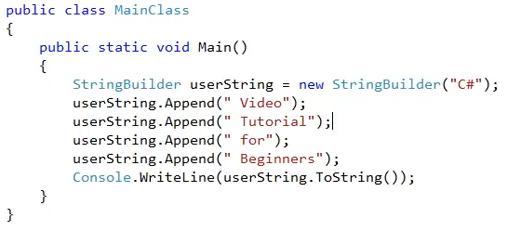 public class MainClass
{
    public static void Main()
    {
        StringBuilder userString = new StringBuilder("C#");
        userString.Append(" Video");
        userString.Append(" Tutorial");
        userString.Append(" for");
        userString.Append(" Beginners");
        Console.WriteLine(userString.ToString());
    }
}